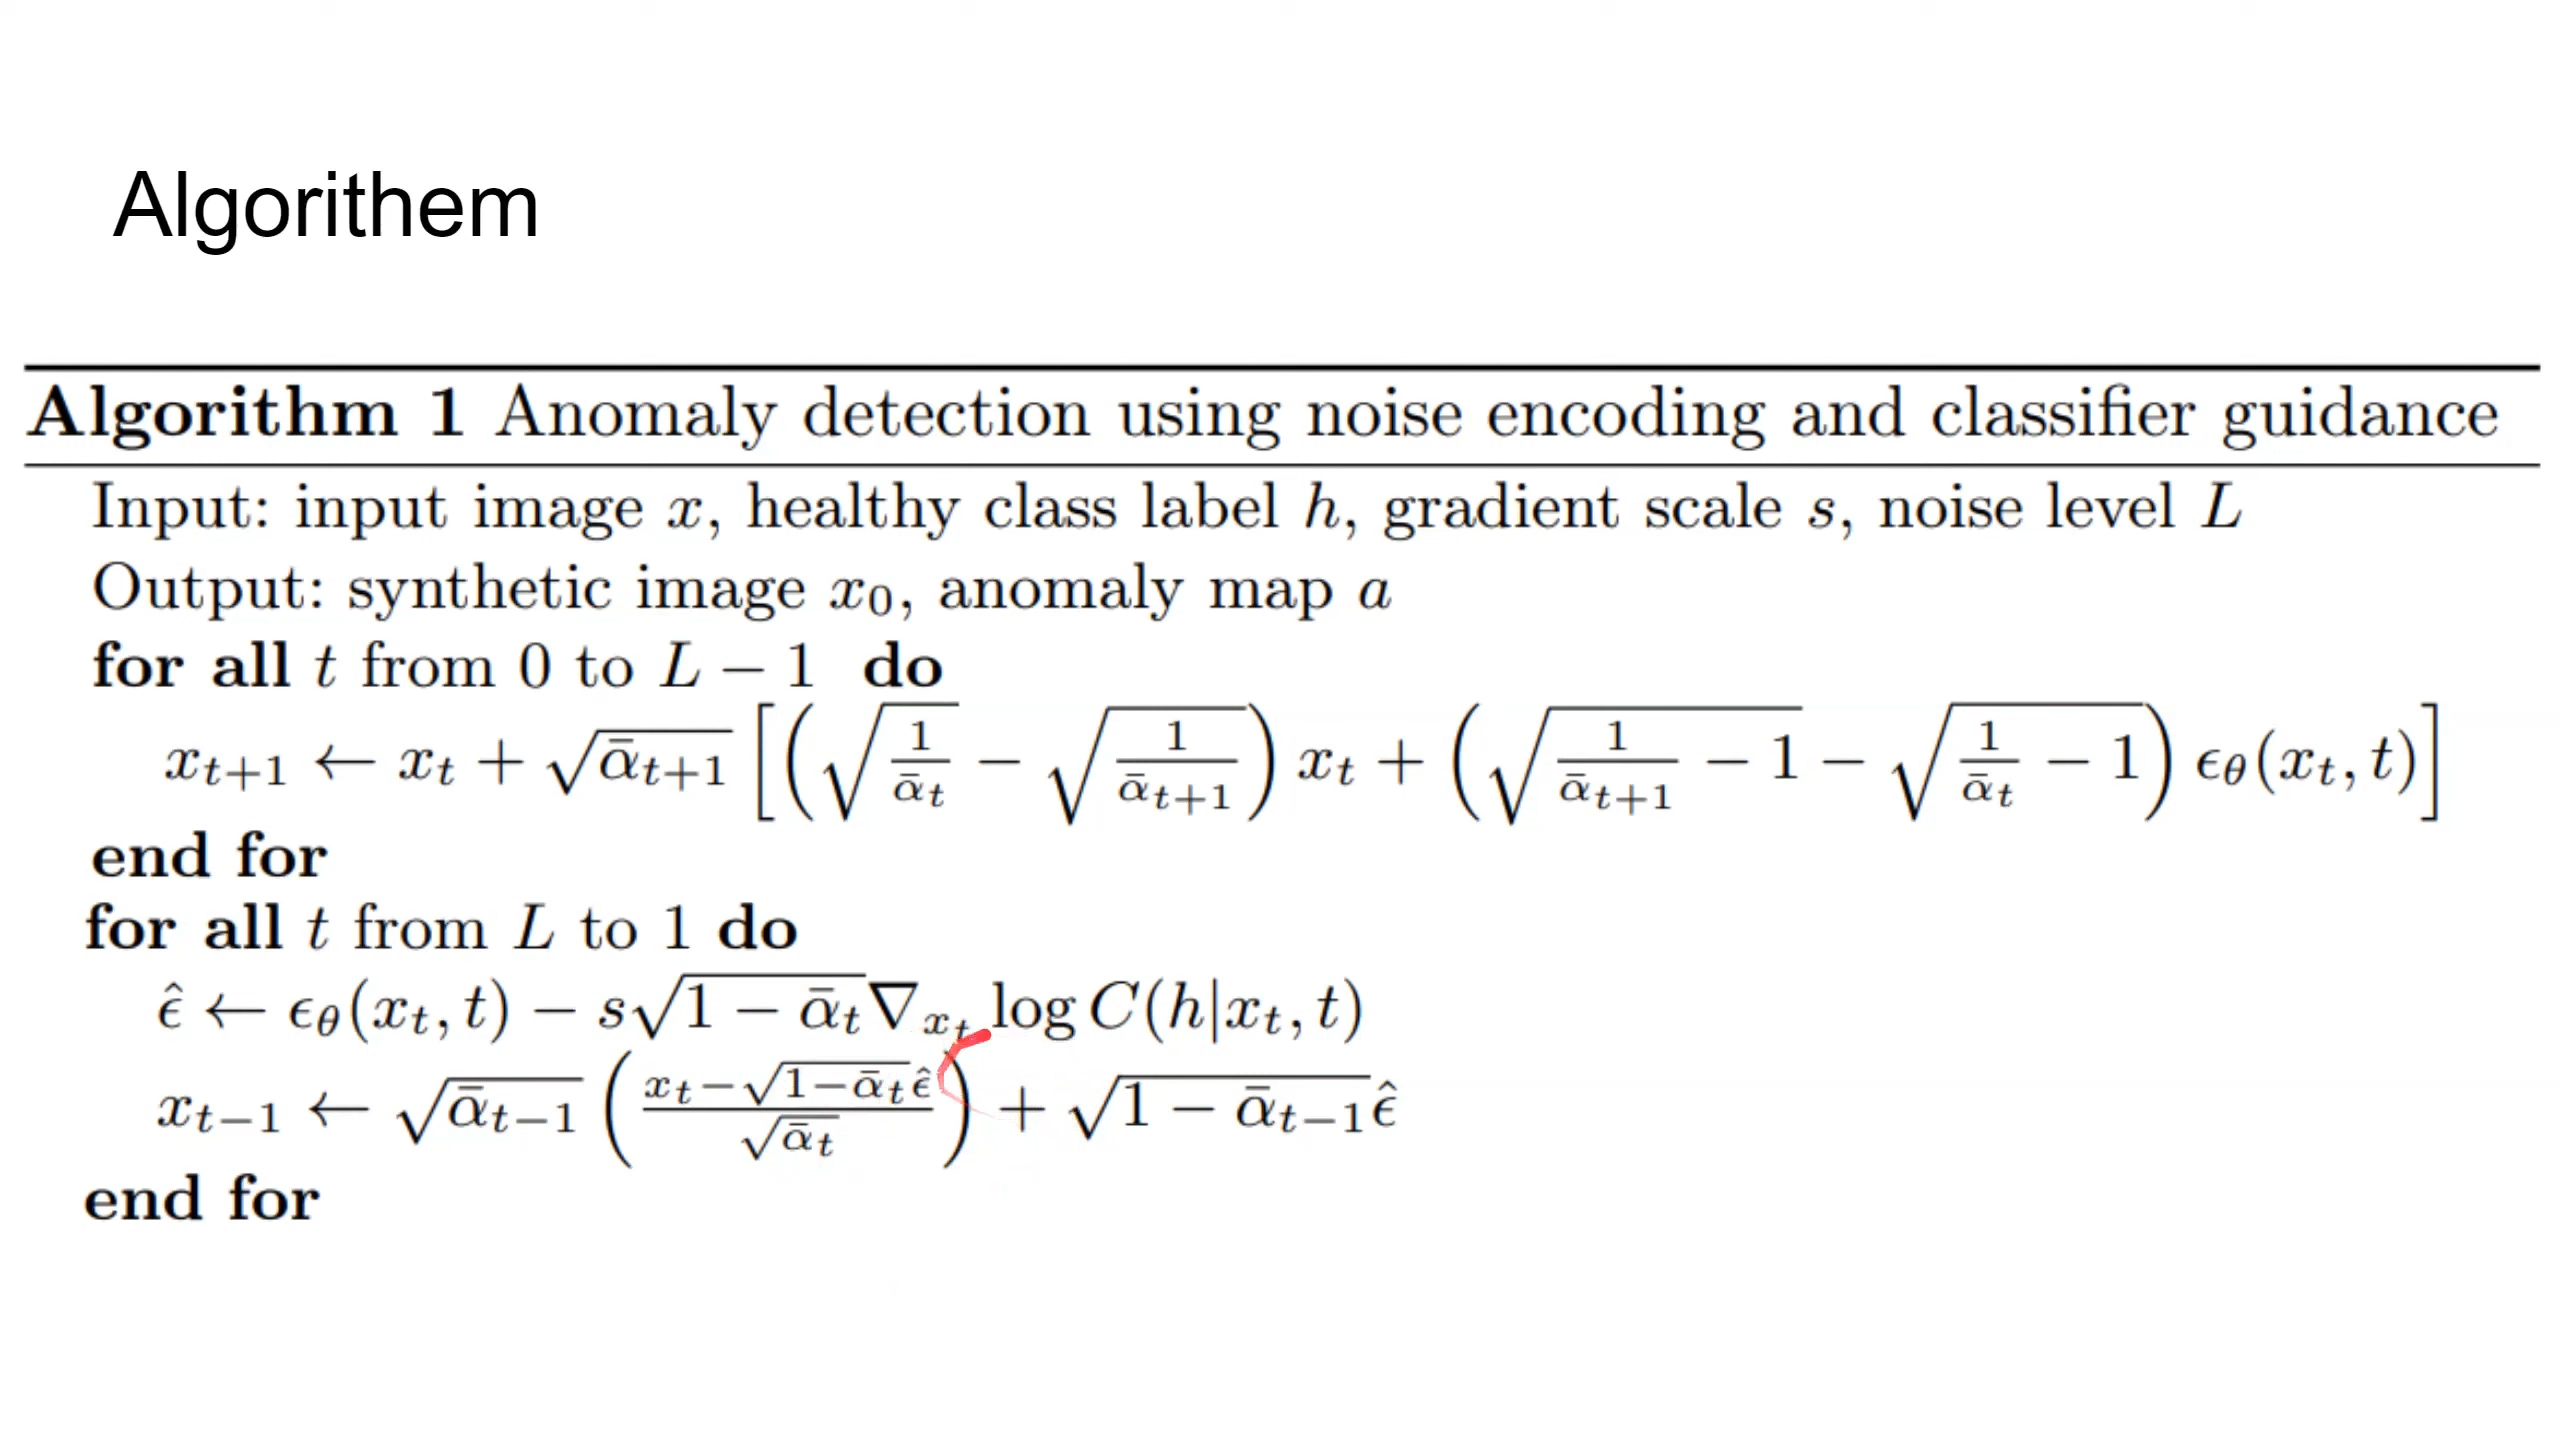 Algorithem
Algorithm 1 Anomaly detection using noise encoding and classifier guidance
Input: input image x, healthy class label h, gradient scale s, noise level L
Output: synthetic image x₀, anomaly map a
for all t from 0 to L − 1 do
x_{t+1} ← x_t + √ᾱ_{t+1} [(√(1/ᾱ_t) − √(1/ᾱ_{t+1})) x_t + (√(1/ᾱ_{t+1} − 1) − √(1/ᾱ_t − 1)) ϵ_θ(x_t, t)]
end for
for all t from L to 1 do
ϵ̂ ← ϵ_θ(x_t, t) − s√(1 − ᾱ_t) ∇_{x_t} log C(h|x_t, t)
x_{t−1} ← √ᾱ_{t−1} ((x_t − √(1−ᾱ_t) ϵ̂)/√ᾱ_t) + √(1 − ᾱ_{t−1}) ϵ̂
end for